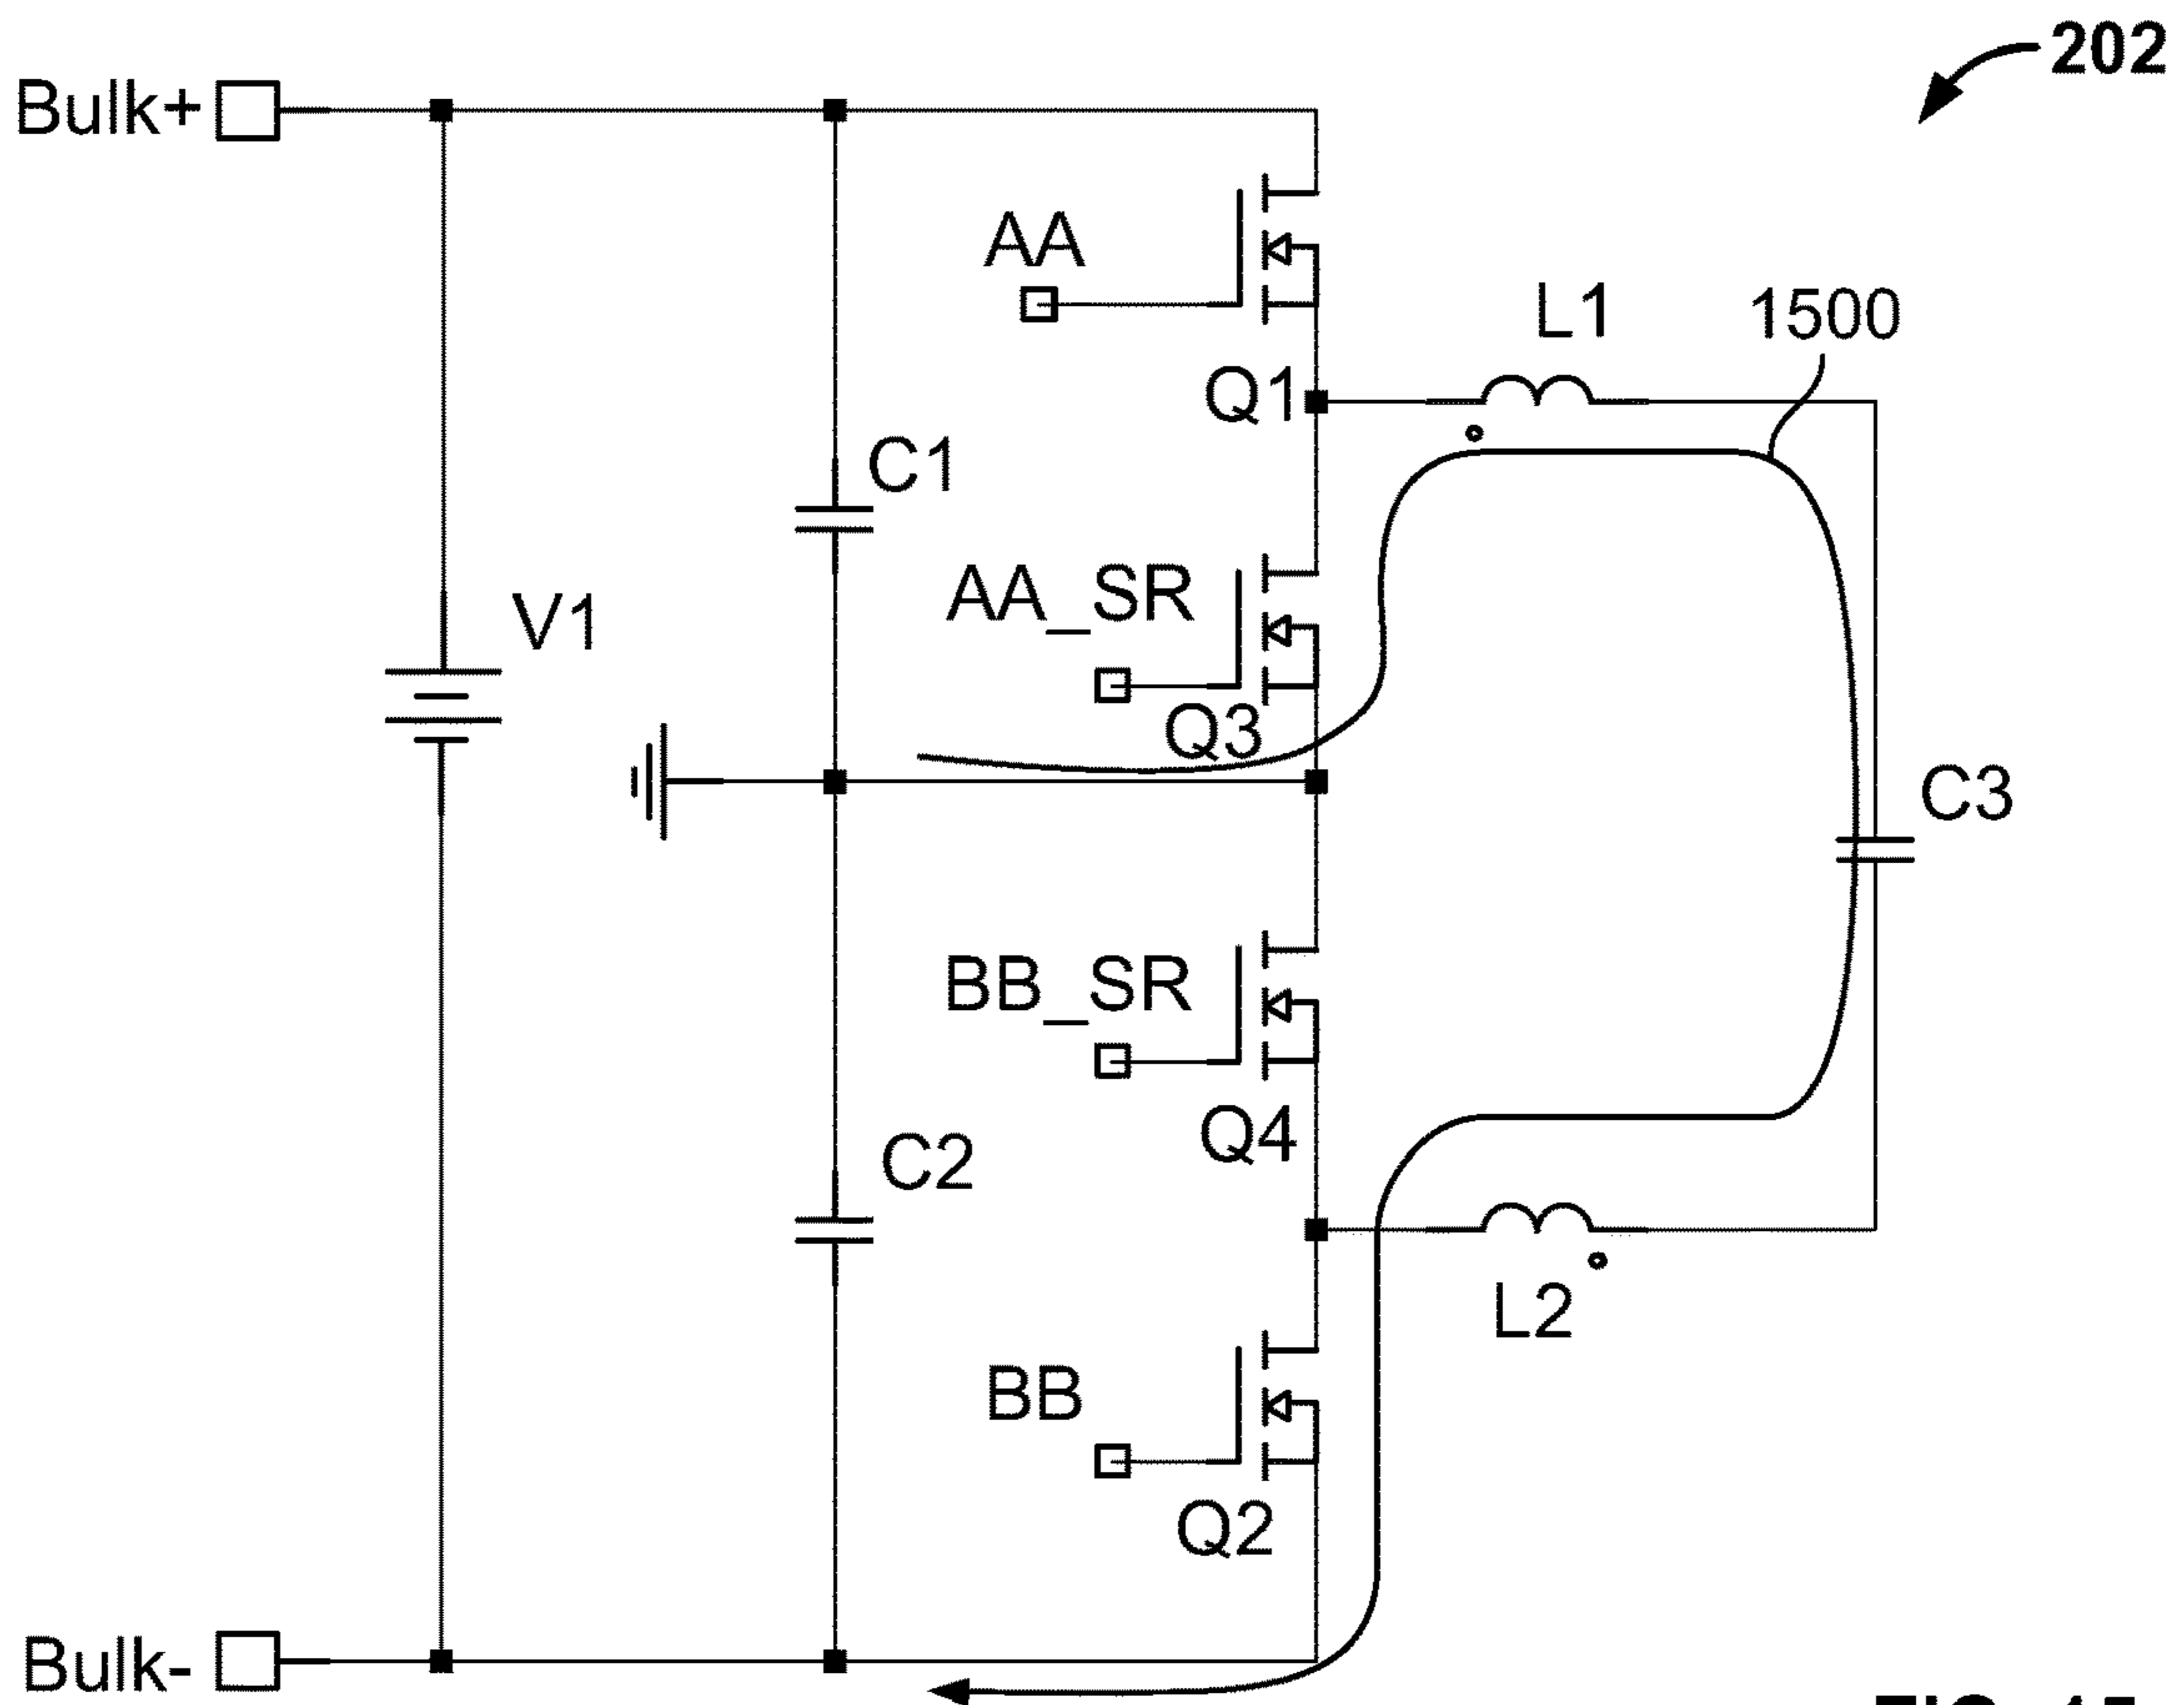 202
Bulk+
AA
L1
1500
Q1
C1
AA_SR
V1
Q3
C3
BB_SR
Q4
C2
L2
BB
Q2
Bulk-